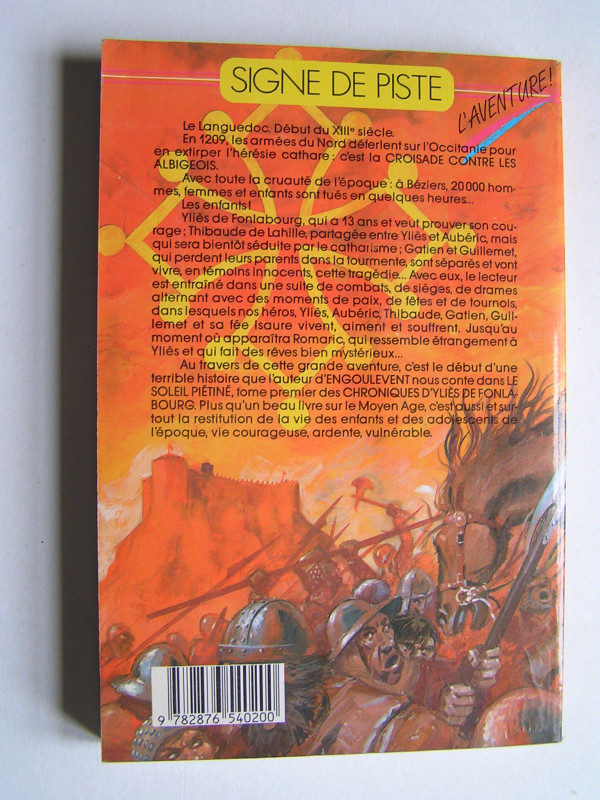 SIGNE DE PISTE
L'AVENTURE!
Le Languedoc. Début du XIIIe siècle.
En 1209, les armées du Nord déferlent sur l'Occitanie pour
en extirper l'hérésie cathare : c'est la CROISADE CONTRE LES
ALBIGEOIS.
Avec toute la cruauté de l'époque : à Béziers, 20 000 hom-
mes, femmes et enfants sont tués en quelques heures...
Les enfants !
Yliès de Fonlabourg, qui a 13 ans et veut prouver son cou-
rage ; Thibaude de Lahille, partagée entre Yliès et Aubéric, mais
qui sera bientôt séduite par le catharisme ; Gatien et Guillemet,
qui perdent leurs parents dans la tourmente, sont séparés et vont
vivre, en témoins innocents, cette tragédie... Avec eux, le lecteur
est entraîné dans une suite de combats, de sièges, de drames
alternant avec des moments de paix, de fêtes et de tournois,
dans lesquels nos héros, Yliès, Aubéric, Thibaude, Gatien, Guil-
lemet et sa fée Isaure vivent, aiment et souffrent. Jusqu'au
moment où apparaîtra Romaric, qui ressemble étrangement à
Yliès et qui fait des rêves bien mystérieux...
Au travers de cette grande aventure, c'est le début d'une
terrible histoire que l'auteur d'ENGOULEVENT nous conte dans LE
SOLEIL PIÉTINÉ, tome premier des CHRONIQUES D'YLIÈS DE FONLA-
BOURG. Plus qu'un beau livre sur le Moyen Age, c'est aussi et sur-
tout la restitution de la vie des enfants et des adolescents de
l'époque, vie courageuse, ardente, vulnérable.
9 782876 540200